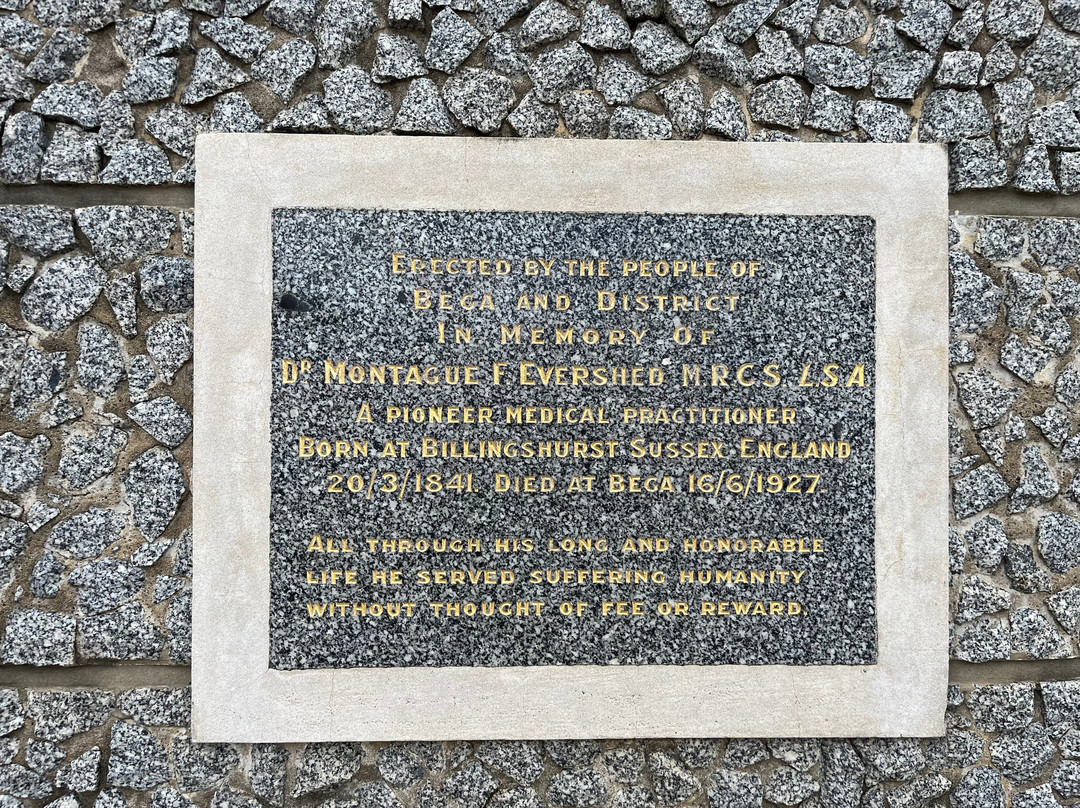 Erected by the people of
Bega and District
In Memory Of
Dr Montague F. Evershed M.R.C.S. L.S.A.
A pioneer medical practitioner
Born at Billingshurst Sussex England
20/3/1841. Died at Bega 16/6/1927.
All through his long and honorable
life he served suffering humanity
without thought of fee or reward.